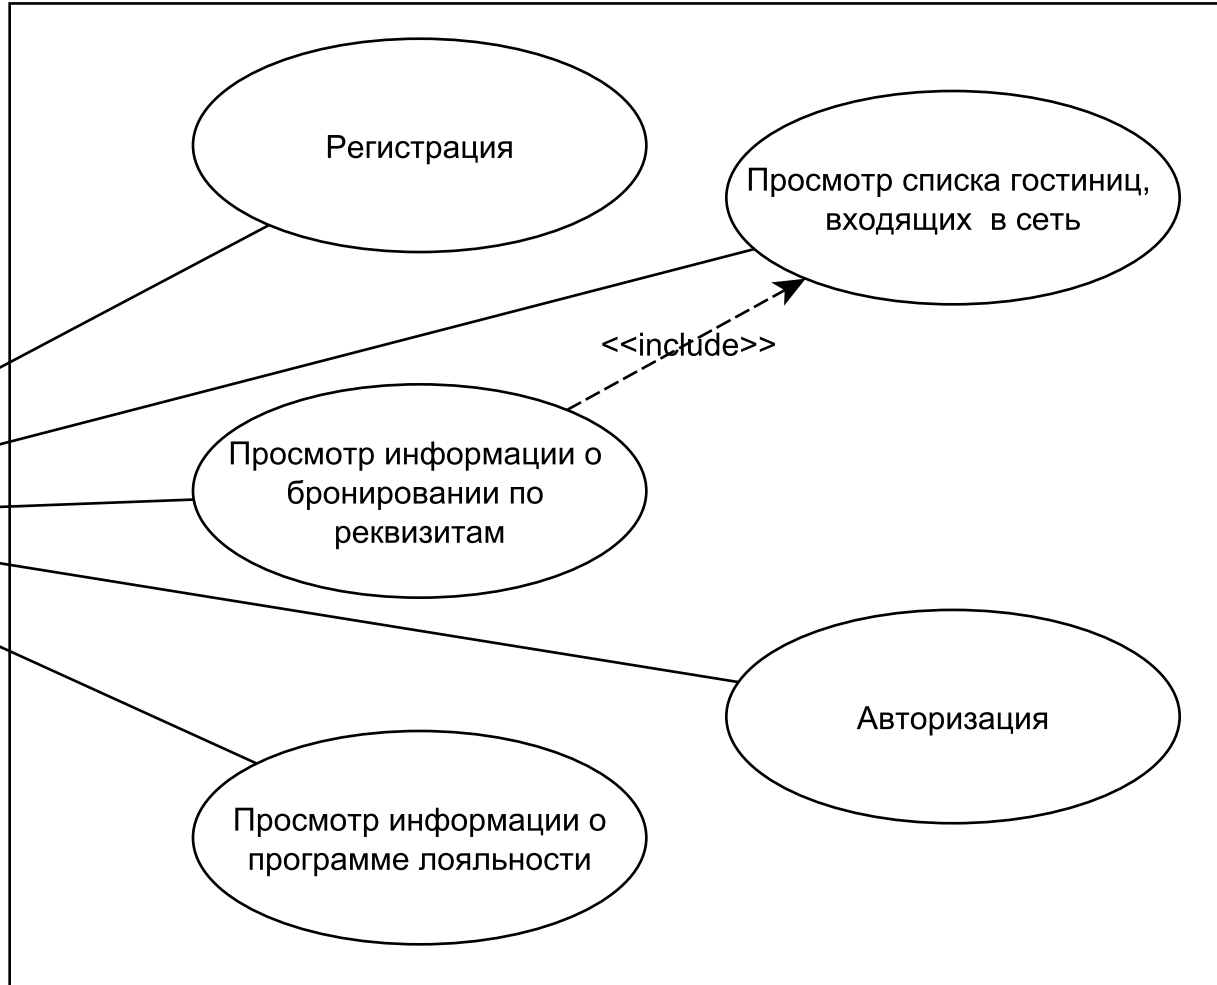 Регистрация
Просмотр списка гостиниц,
входящих  в сеть
<<include>>
Просмотр информации о
бронировании по
реквизитам
Авторизация
Просмотр информации о
программе лояльности